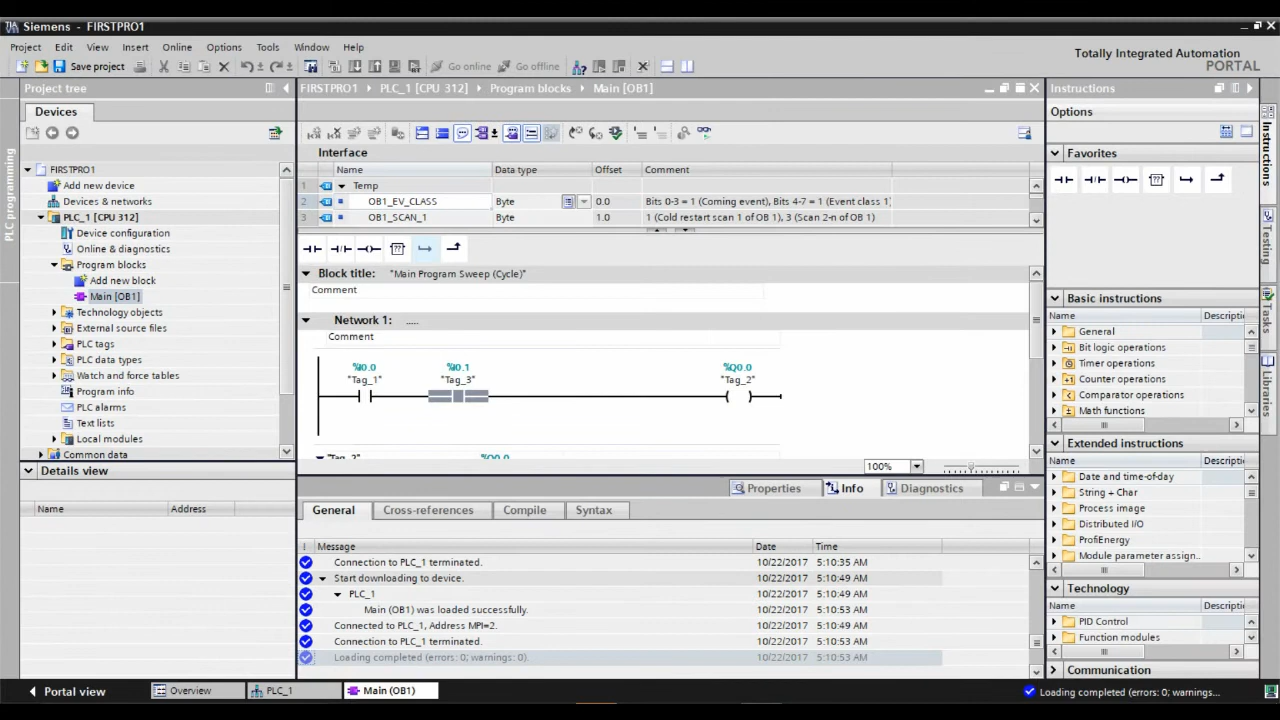 Siemens - FIRSTPRO1
Project Edit View Insert Online Options Tools Window Help
Totally Integrated Automation
PORTAL
Save project
Go online
Go offline
Project tree
Devices
PLC programming
FIRSTPRO1
Add new device
Devices & networks
PLC_1 [CPU 312]
Device configuration
Online & diagnostics
Program blocks
Add new block
Main [OB1]
Technology objects
External source files
PLC tags
PLC data types
Watch and force tables
Program info
PLC alarms
Text lists
Local modules
Common data
Details view
Name Address
FIRSTPRO1 PLC_1 [CPU 312] Program blocks Main [OB1]
Interface
Name Data type Offset Comment
1 Temp
2 OB1_EV_CLASS Byte 0.0 Bits 0-3 = 1 (Coming event), Bits 4-7 = 1 (Event class 1)
3 OB1_SCAN_1 Byte 1.0 1 (Cold restart scan 1 of OB 1), 3 (Scan 2-n of OB 1)
Block title: "Main Program Sweep (Cycle)"
Comment
Network 1: .....
Comment
%I0.0 %I0.1 %Q0.0
"Tag_1" "Tag_3" "Tag_2"
"Tag_2" %Q0.0
100%
Properties Info Diagnostics
General Cross-references Compile Syntax
! Message Date Time
Connection to PLC_1 terminated. 10/22/2017 5:10:35 AM
Start downloading to device. 10/22/2017 5:10:49 AM
PLC_1 10/22/2017 5:10:49 AM
Main (OB1) was loaded successfully. 10/22/2017 5:10:53 AM
Connected to PLC_1, Address MPI=2. 10/22/2017 5:10:49 AM
Connection to PLC_1 terminated. 10/22/2017 5:10:53 AM
Loading completed (errors: 0; warnings: 0). 10/22/2017 5:10:53 AM
Instructions
Options
Favorites
Basic instructions
Name Descripti
General
Bit logic operations
Timer operations
Counter operations
Comparator operations
Math functions
Extended instructions
Name Descripti
Date and time-of-day
String + Char
Process image
Distributed I/O
ProfiEnergy
Module parameter assign..
Technology
Name Descripti
PID Control
Function modules
Communication
Instructions
Testing
Tasks
Libraries
Portal view
Overview
PLC_1
Main (OB1)
Loading completed (errors: 0; warnings...